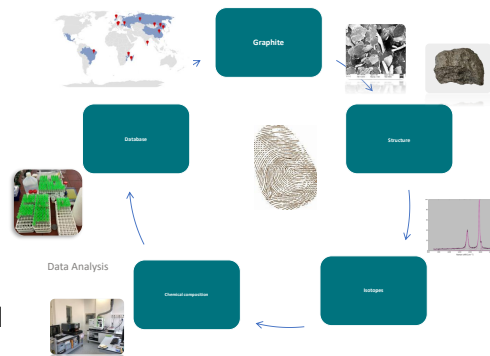 Graphite
Structure
Database
Isotopes
Data Analysis
Chemical composition